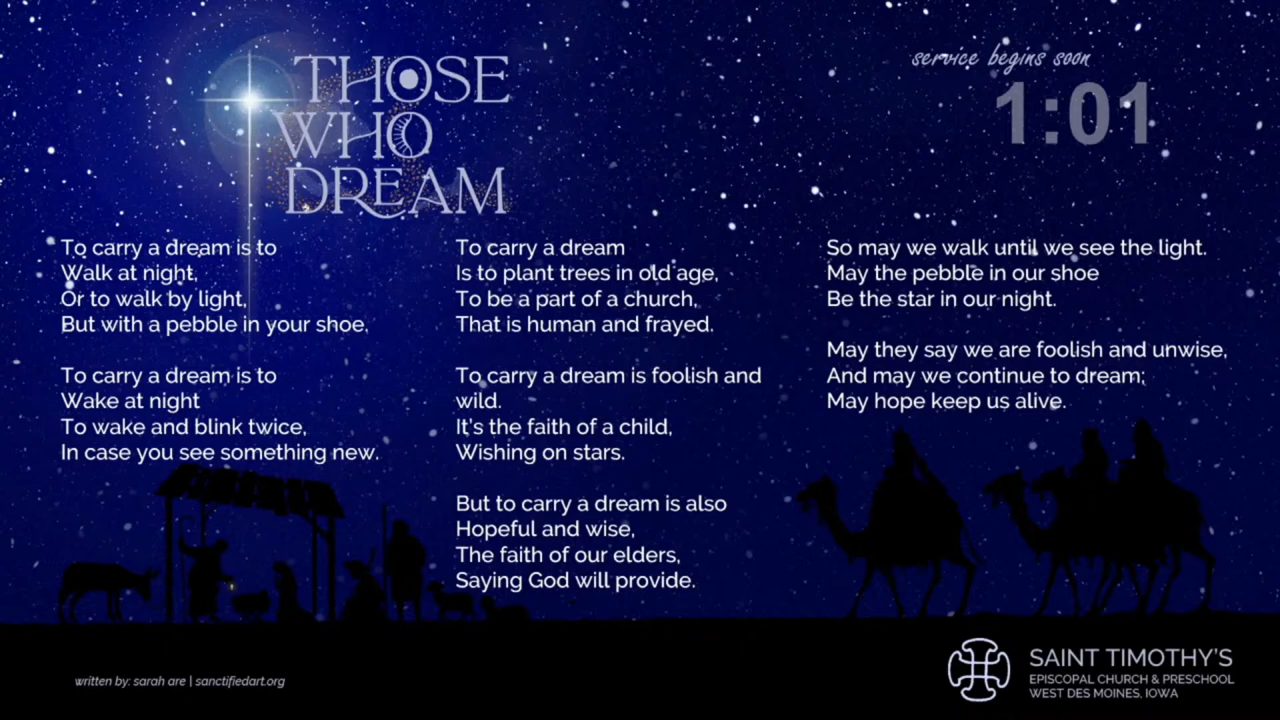 THOSE
WHO
DREAM
service begins soon
1:01
To carry a dream is to
Walk at night,
Or to walk by light,
But with a pebble in your shoe.
To carry a dream is to
Wake at night
To wake and blink twice,
In case you see something new.
To carry a dream
Is to plant trees in old age,
To be a part of a church,
That is human and frayed.
To carry a dream is foolish and
wild.
It's the faith of a child,
Wishing on stars.
But to carry a dream is also
Hopeful and wise,
The faith of our elders,
Saying God will provide.
So may we walk until we see the light.
May the pebble in our shoe
Be the star in our night.
May they say we are foolish and unwise,
And may we continue to dream;
May hope keep us alive.
written by: sarah are | sanctifiedart.org
SAINT TIMOTHY'S
EPISCOPAL CHURCH & PRESCHOOL
WEST DES MOINES, IOWA